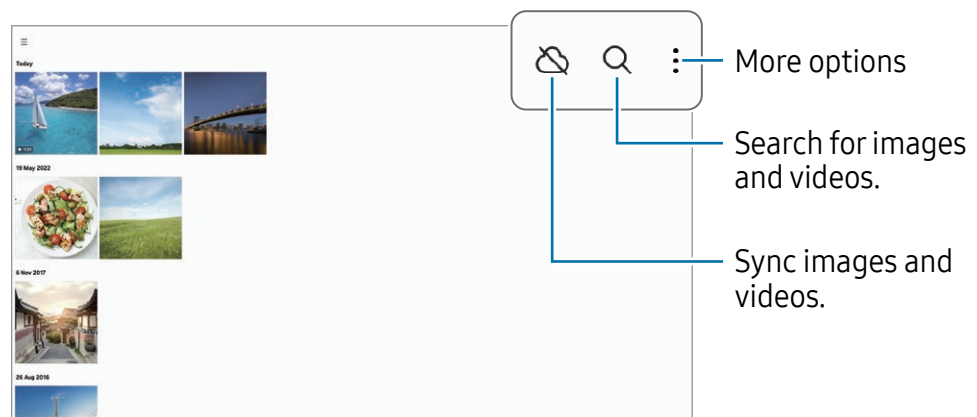 Today
More options
Search for images
and videos.
19 May 2022
Sync images and
videos.
6 Nov 2017
26 Aug 2016